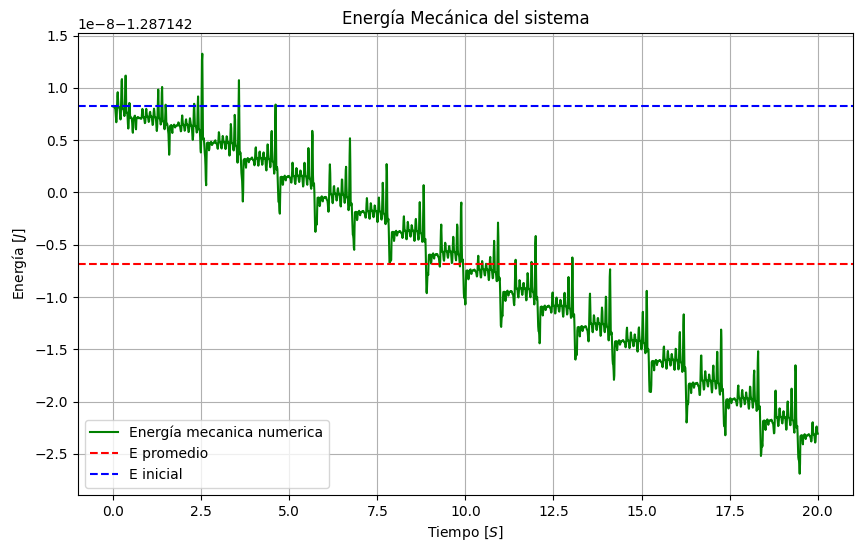 Energía Mecánica del sistema
1e−8−1.287142
1.5
1.0
0.5
0.0
−0.5
−1.0
−1.5
−2.0
−2.5
Energía [J]
Energía mecanica numerica
E promedio
E inicial
0.0 2.5 5.0 7.5 10.0 12.5 15.0 17.5 20.0
Tiempo [S]